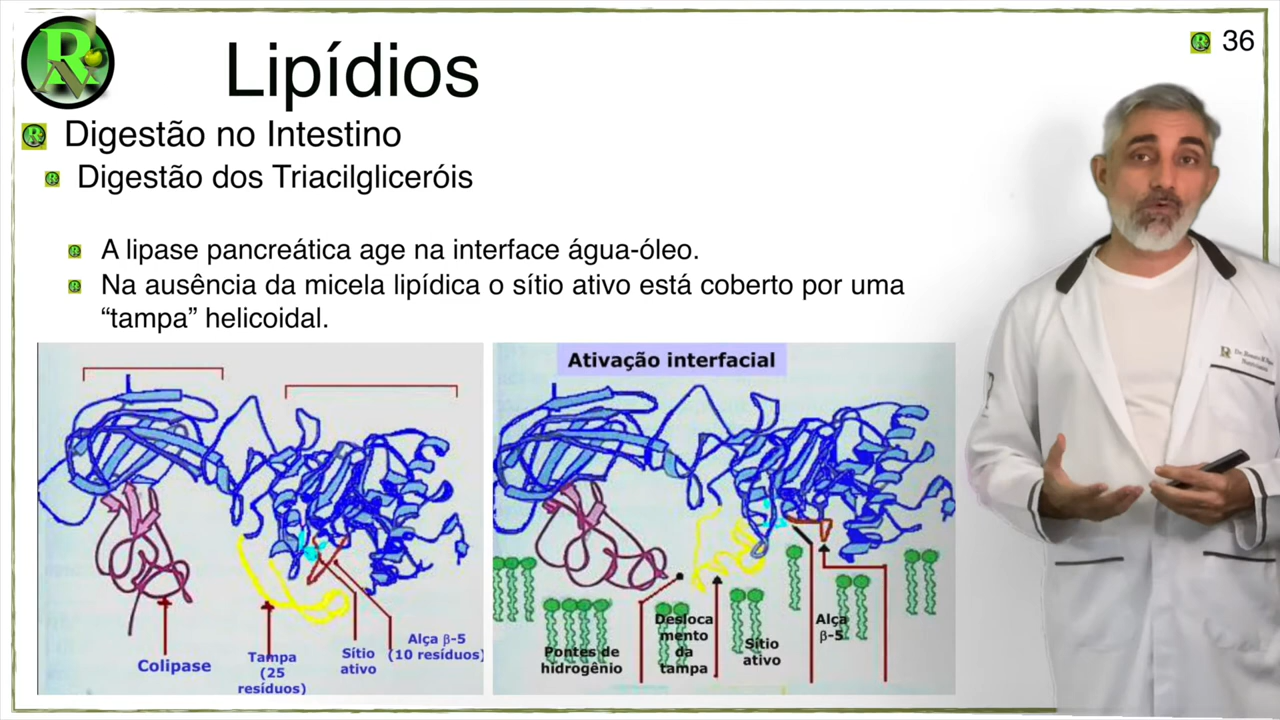 Lipídios
36
Digestão no Intestino
Digestão dos Triacilgliceróis
A lipase pancreática age na interface água-óleo.
Na ausência da micela lipídica o sítio ativo está coberto por uma
“tampa” helicoidal.
Colipase
Tampa
(25
resíduos)
Sítio
ativo
Alça β-5
(10 resíduos)
Ativação interfacial
Pontes de
hidrogênio
Desloca
mento
da
tampa
Sítio
ativo
Alça
β-5